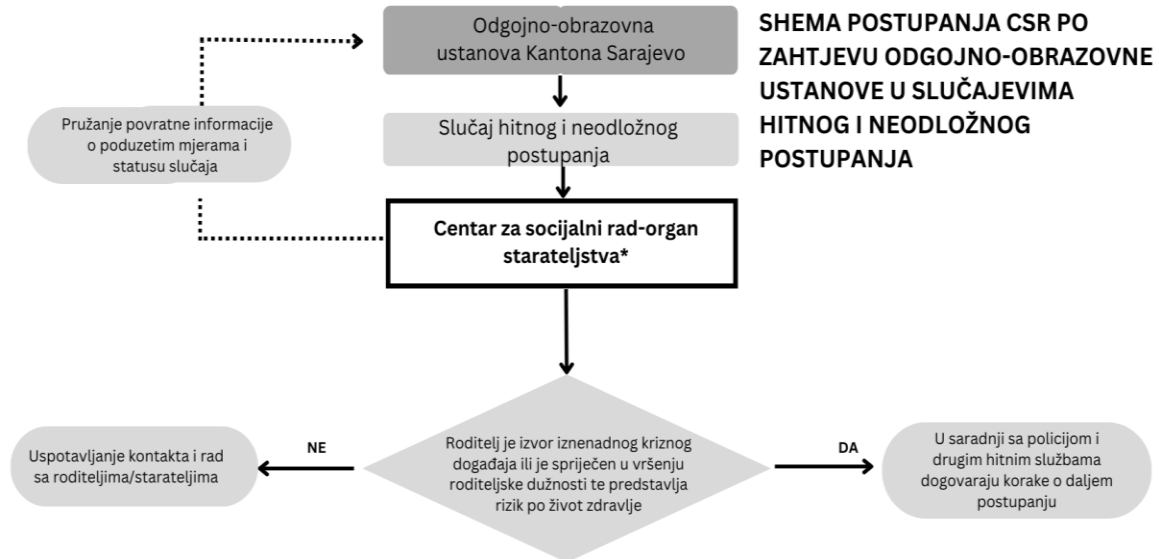 Odgojno-obrazovna
ustanova Kantona Sarajevo
SHEMA POSTUPANJA CSR PO
ZAHTJEVU ODGOJNO-OBRAZOVNE
USTANOVE U SLUČAJEVIMA
HITNOG I NEODLOŽNOG
POSTUPANJA
Pružanje povratne informacije
o poduzetim mjerama i
statusu slučaja
Slučaj hitnog i neodložnog
postupanja
Centar za socijalni rad-organ
starateljstva*
Uspotavljanje kontakta i rad
sa roditeljima/starateljima
NE
Roditelj je izvor iznenadnog kriznog
događaja ili je spriječen u vršenju
roditeljske dužnosti te predstavlja
rizik po život zdravlje
DA
U saradnji sa policijom i
drugim hitnim službama
dogovaraju korake o daljem
postupanju